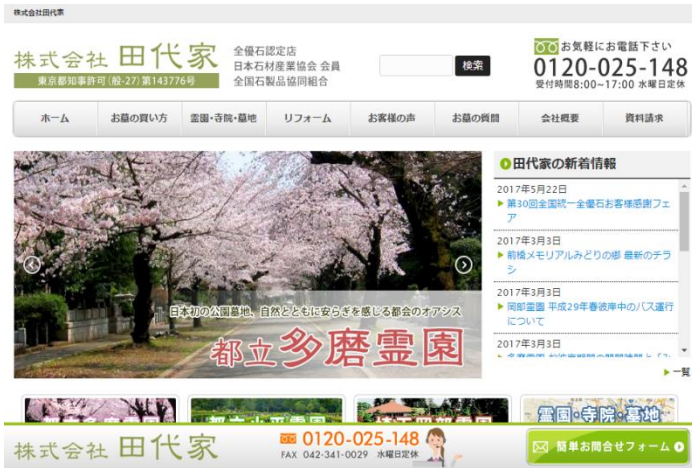 株式会社田代家
株式会社 田代家
東京都知事許可(般-27)第143776号
全優石認定店
日本石材産業協会 会員
全国石製品協同組合
検索
お気軽にお電話下さい
0120-025-148
受付時間8:00~17:00 水曜日定休
ホーム
お墓の買い方
霊園・寺院・墓地
リフォーム
お客様の声
お墓の質問
会社概要
資料請求
日本初の公園墓地、自然とともに安らぎを感じる都会のオアシス
都立多磨霊園
田代家の新着情報
2017年5月22日
第30回全国統一全優石お客様感謝フェ
ア
2017年3月3日
前橋メモリアルみどりの郷 最新のチラ
シ
2017年3月3日
岡部霊園 平成29年春彼岸中のバス運行
について
2017年3月3日
一覧
霊園・寺院・墓地
株式会社 田代家
0120-025-148
FAX 042-341-0029 水曜日定休
簡単お問合せフォーム